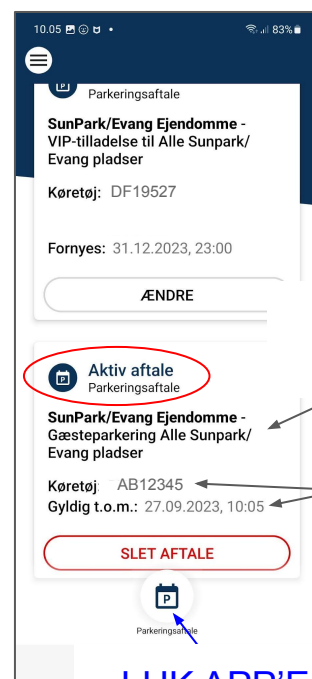 10.05
83%
Parkeringsaftale
SunPark/Evang Ejendomme -
VIP-tilladelse til Alle Sunpark/
Evang pladser
Køretøj: DF19527
Fornyes: 31.12.2023, 23:00
ÆNDRE
Aktiv aftale
Parkeringsaftale
SunPark/Evang Ejendomme -
Gæsteparkering Alle Sunpark/
Evang pladser
Køretøj: AB12345
Gyldig t.o.m.: 27.09.2023, 10:05
SLET AFTALE
P
Parkeringsaftale